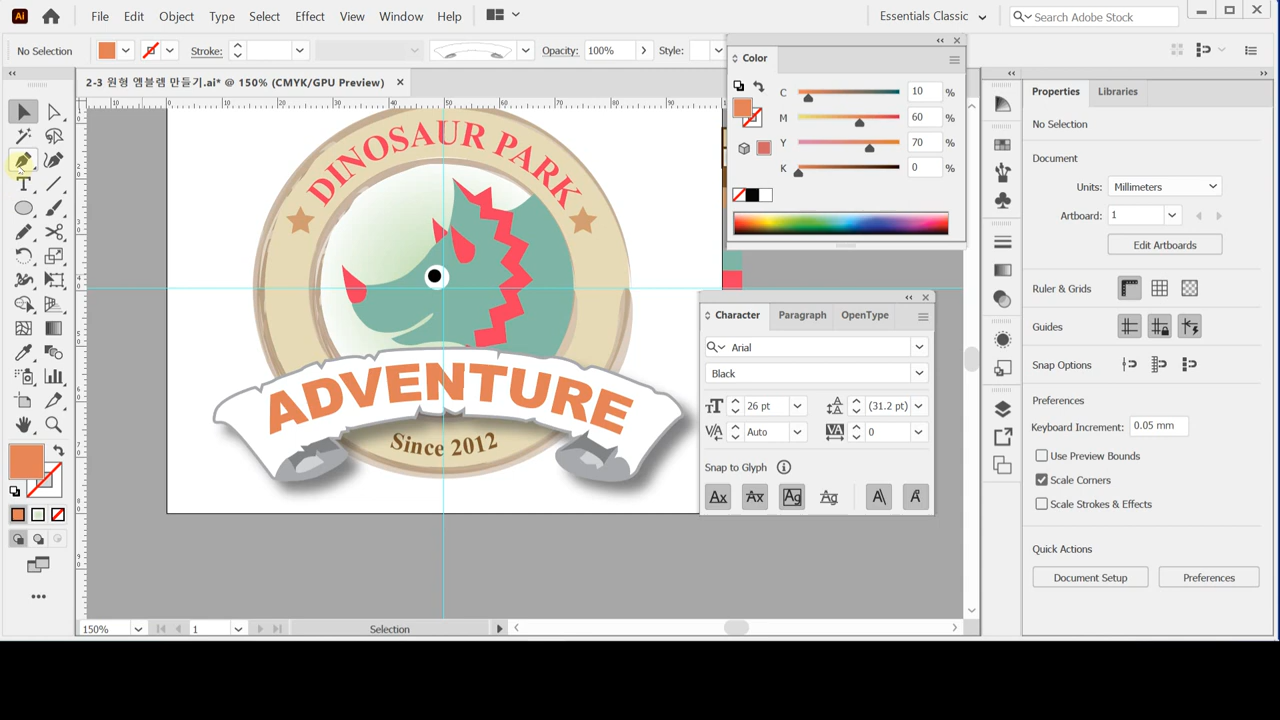 Ai File Edit Object Type Select Effect View Window Help Essentials Classic Search Adobe Stock
No Selection Stroke: Opacity: 100% Style:
2-3 원형 엠블렘 만들기.ai* @ 150% (CMYK/GPU Preview)
Color
C 10 %
M 60 %
Y 70 %
K 0 %
Properties Libraries
No Selection
Document
Units: Millimeters
Artboard: 1
Edit Artboards
Ruler & Grids
Guides
Snap Options
Preferences
Keyboard Increment: 0.05 mm
Use Preview Bounds
Scale Corners
Scale Strokes & Effects
Quick Actions
Document Setup Preferences
DINOSAUR PARK
ADVENTURE
Since 2012
Character Paragraph OpenType
Arial
Black
26 pt (31.2 pt)
Auto 0
Snap to Glyph
150% 1 Selection